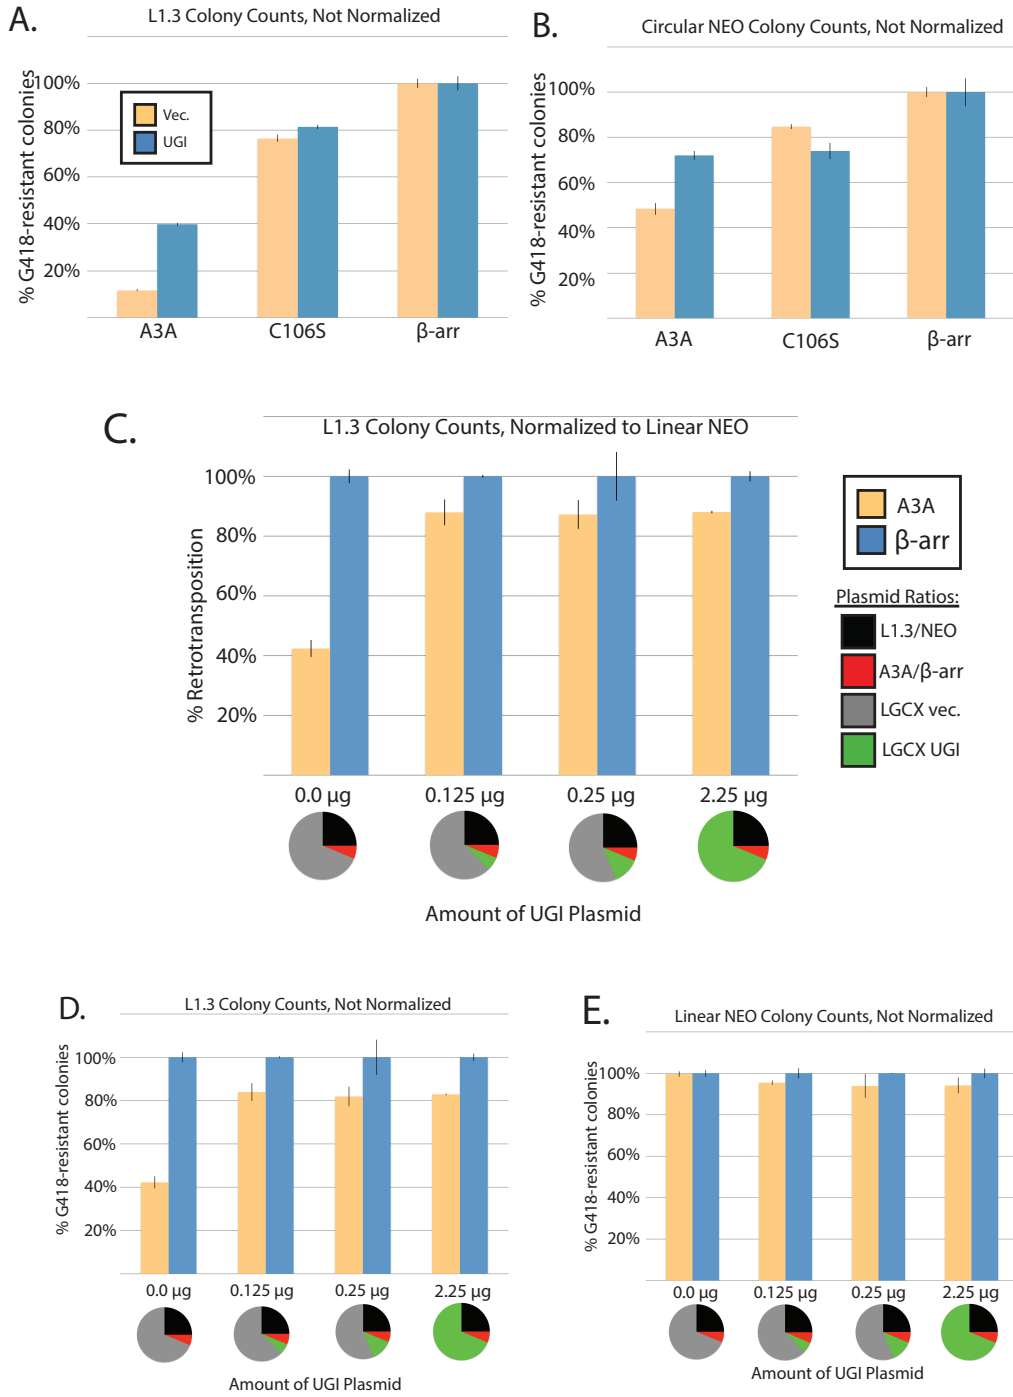 A.
L1.3 Colony Counts, Not Normalized
% G418-resistant colonies
100%
80%
60%
40%
20%
Vec.
UGI
A3A
C106S
β-arr
B.
Circular NEO Colony Counts, Not Normalized
% G418-resistant colonies
100%
80%
60%
40%
20%
A3A
C106S
β-arr
C.
L1.3 Colony Counts, Normalized to Linear NEO
% Retrotransposition
100%
80%
60%
40%
20%
0.0 µg
0.125 µg
0.25 µg
2.25 µg
Amount of UGI Plasmid
A3A
β-arr
Plasmid Ratios:
L1.3/NEO
A3A/β-arr
LGCX vec.
LGCX UGI
D.
L1.3 Colony Counts, Not Normalized
% G418-resistant colonies
100%
80%
60%
40%
20%
0.0 µg
0.125 µg
0.25 µg
2.25 µg
Amount of UGI Plasmid
E.
Linear NEO Colony Counts, Not Normalized
% G418-resistant colonies
100%
80%
60%
40%
20%
0.0 µg
0.125 µg
0.25 µg
2.25 µg
Amount of UGI Plasmid